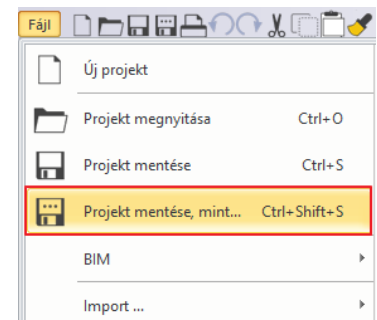 Fájl
Új projekt
Projekt megnyitása Ctrl+O
Projekt mentése Ctrl+S
Projekt mentése, mint... Ctrl+Shift+S
BIM
Import ...